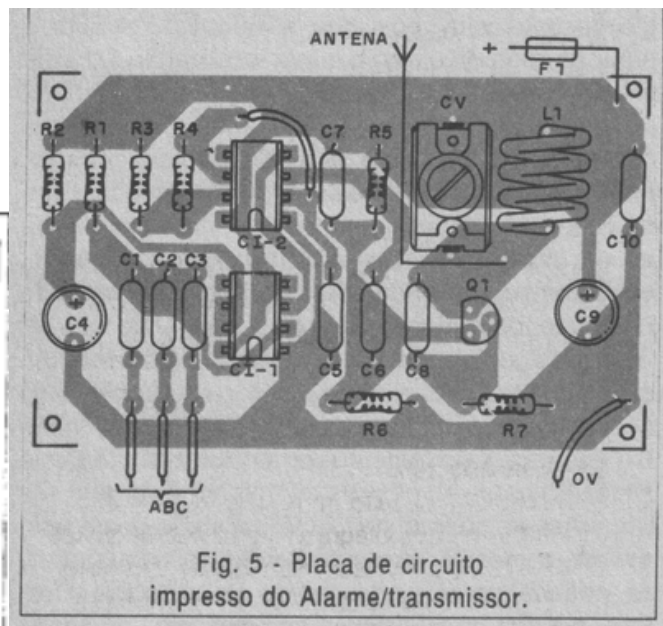 ANTENA
+
F1
CV
L1
R2
R1
R3
R4
C7
R5
CI-2
C10
C1
C2
C3
+
C4
Q1
+
C9
CI-1
C5
C6
C8
R6
R7
ABC
0V
Fig. 5 - Placa de circuito
impresso do Alarme/transmissor.